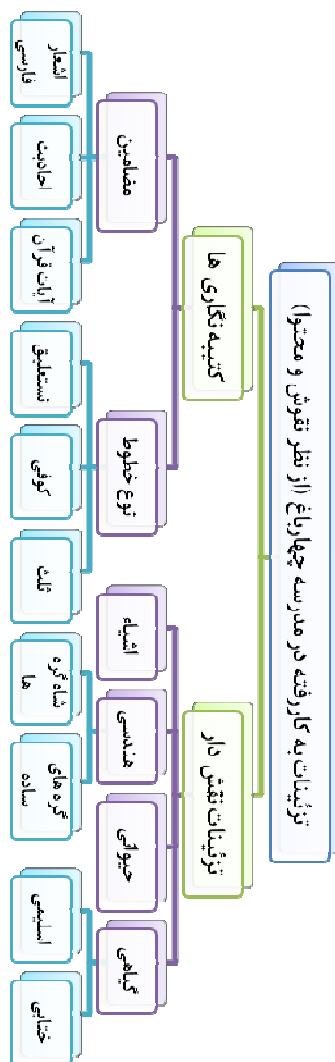 تزئینات به کاررفته در مدرسه چهارباغ (از نظر نقوش و محتوا)
تزئینات نقش دار
کتیبه نگاری ها
گیاهی
حیوانی
هندسی
اشیاء
نوع خطوط
مضامین
ختایی
اسلیمی
گره های
ساده
شاه گره
ها
ثلث
کوفی
نستعلیق
آیات قرآن
احادیث
اشعار
فارسی